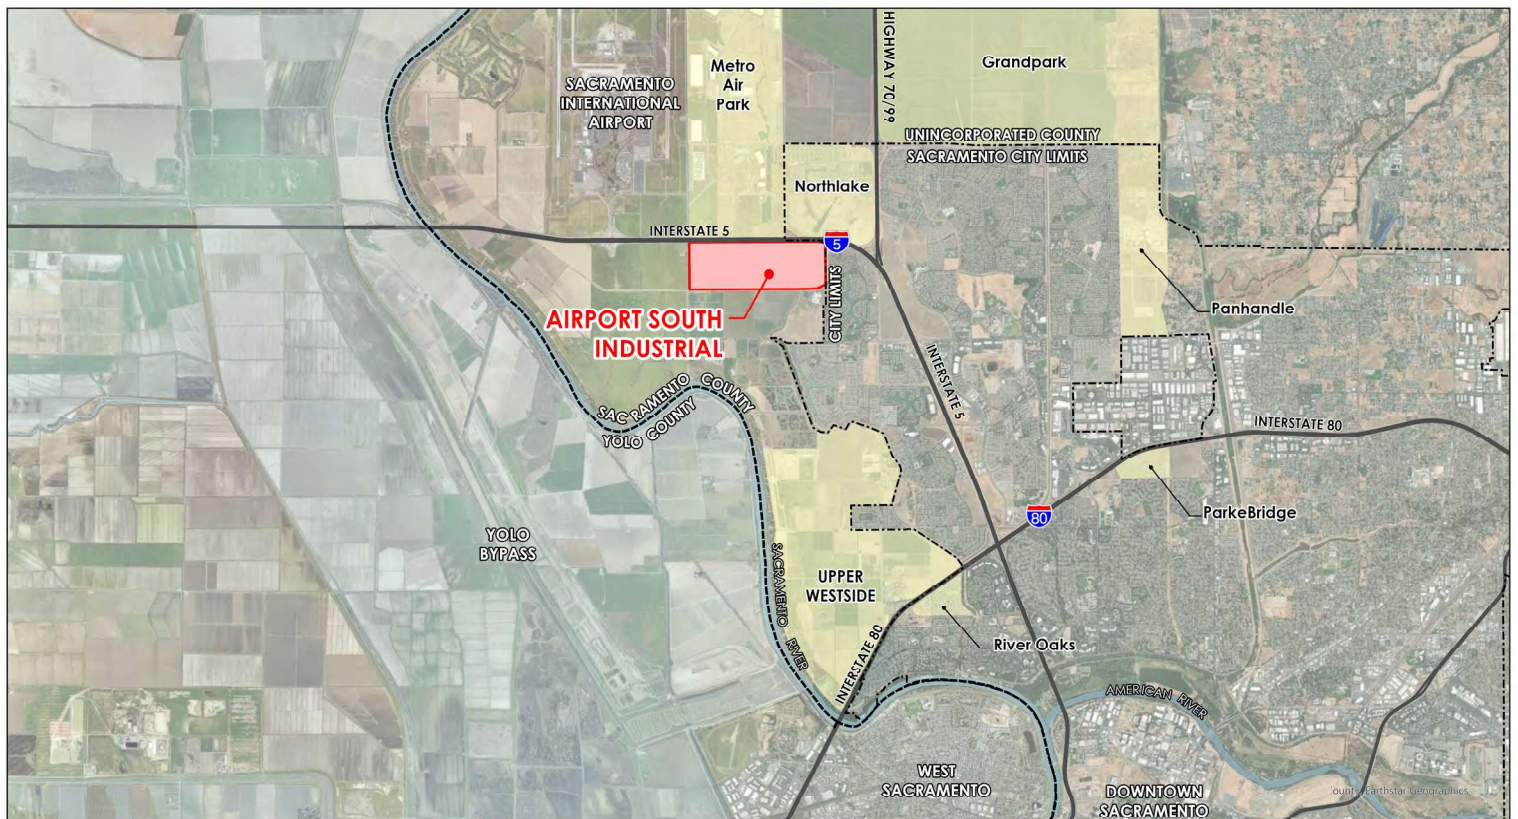 HIGHWAY 70/99
Metro
Air
Park
Grandpark
SACRAMENTO
INTERNATIONAL
AIRPORT
UNINCORPORATED COUNTY
SACRAMENTO CITY LIMITS
Northlake
INTERSTATE 5
5
CITY LIMITS
AIRPORT SOUTH
INDUSTRIAL
Panhandle
INTERSTATE 5
SACRAMENTO COUNTY
YOLO COUNTY
INTERSTATE 80
80
ParkeBridge
YOLO
BYPASS
SACRAMENTO RIVER
UPPER
WESTSIDE
INTERSTATE 80
River Oaks
AMERICAN RIVER
WEST
SACRAMENTO
DOWNTOWN
SACRAMENTO
ounty, Earthstar Geographics